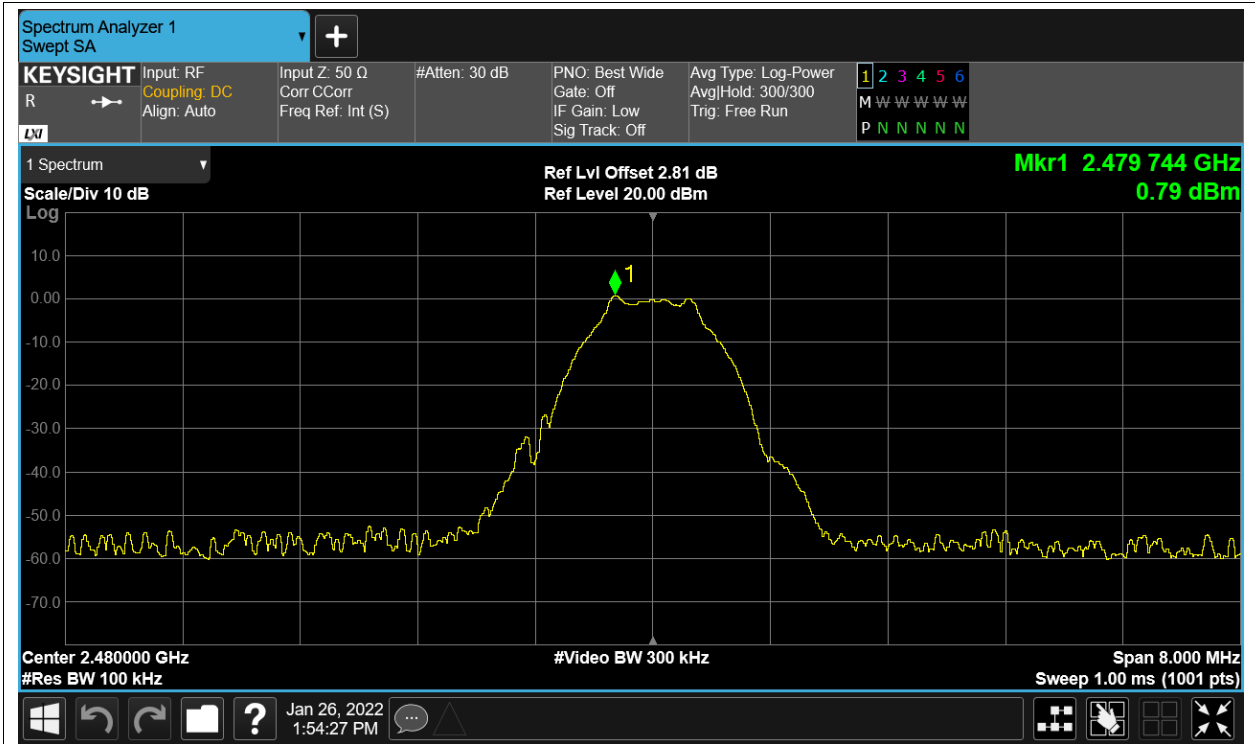 Spectrum Analyzer 1
Swept SA
KEYSIGHT
R
LXI
Input: RF
Coupling: DC
Align: Auto
Input Z: 50 Ω
Corr CCorr
Freq Ref: Int (S)
#Atten: 30 dB
PNO: Best Wide
Gate: Off
IF Gain: Low
Sig Track: Off
Avg Type: Log-Power
Avg|Hold: 300/300
Trig: Free Run
1 2 3 4 5 6
M W W W W W
P N N N N N
1 Spectrum
Scale/Div 10 dB
Log
Ref Lvl Offset 2.81 dB
Ref Level 20.00 dBm
Mkr1 2.479 744 GHz
0.79 dBm
10.0
1
0.00
-10.0
-20.0
-30.0
-40.0
-50.0
-60.0
-70.0
Center 2.480000 GHz
#Video BW 300 kHz
Span 8.000 MHz
#Res BW 100 kHz
Sweep 1.00 ms (1001 pts)
?
Jan 26, 2022
1:54:27 PM